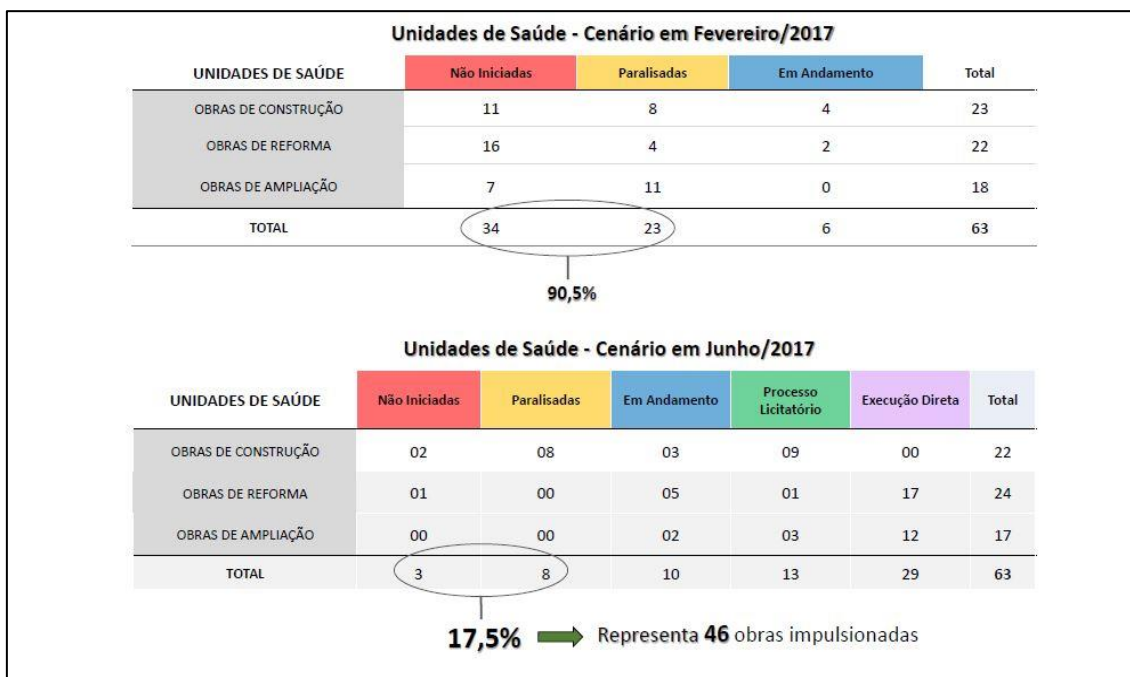 Unidades de Saúde - Cenário em Fevereiro/2017
UNIDADES DE SAÚDE Não Iniciadas Paralisadas Em Andamento Total
OBRAS DE CONSTRUÇÃO 11 8 4 23
OBRAS DE REFORMA 16 4 2 22
OBRAS DE AMPLIAÇÃO 7 11 0 18
TOTAL 34 23 6 63
90,5%
Unidades de Saúde - Cenário em Junho/2017
UNIDADES DE SAÚDE Não Iniciadas Paralisadas Em Andamento Processo Licitatório Execução Direta Total
OBRAS DE CONSTRUÇÃO 02 08 03 09 00 22
OBRAS DE REFORMA 01 00 05 01 17 24
OBRAS DE AMPLIAÇÃO 00 00 02 03 12 17
TOTAL 3 8 10 13 29 63
17,5% Representa 46 obras impulsionadas